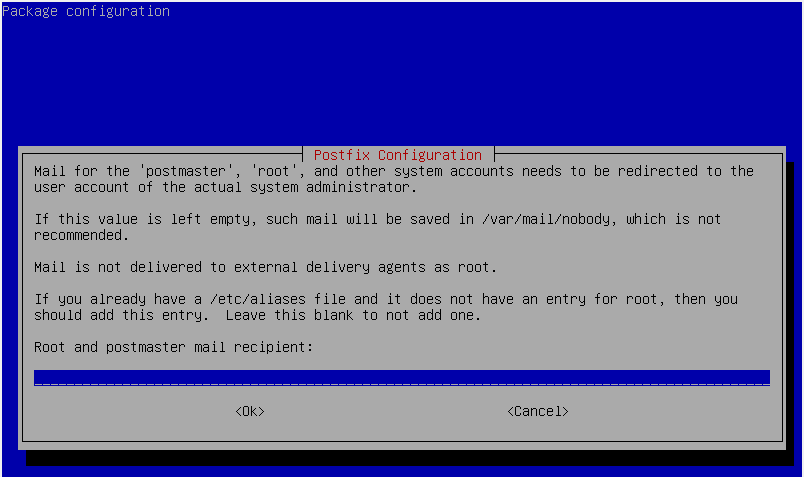 Package configuration
Postfix Configuration
Mail for the 'postmaster', 'root', and other system accounts needs to be redirected to the
user account of the actual system administrator.
If this value is left empty, such mail will be saved in /var/mail/nobody, which is not
recommended.
Mail is not delivered to external delivery agents as root.
If you already have a /etc/aliases file and it does not have an entry for root, then you
should add this entry.  Leave this blank to not add one.
Root and postmaster mail recipient:
<Ok> <Cancel>